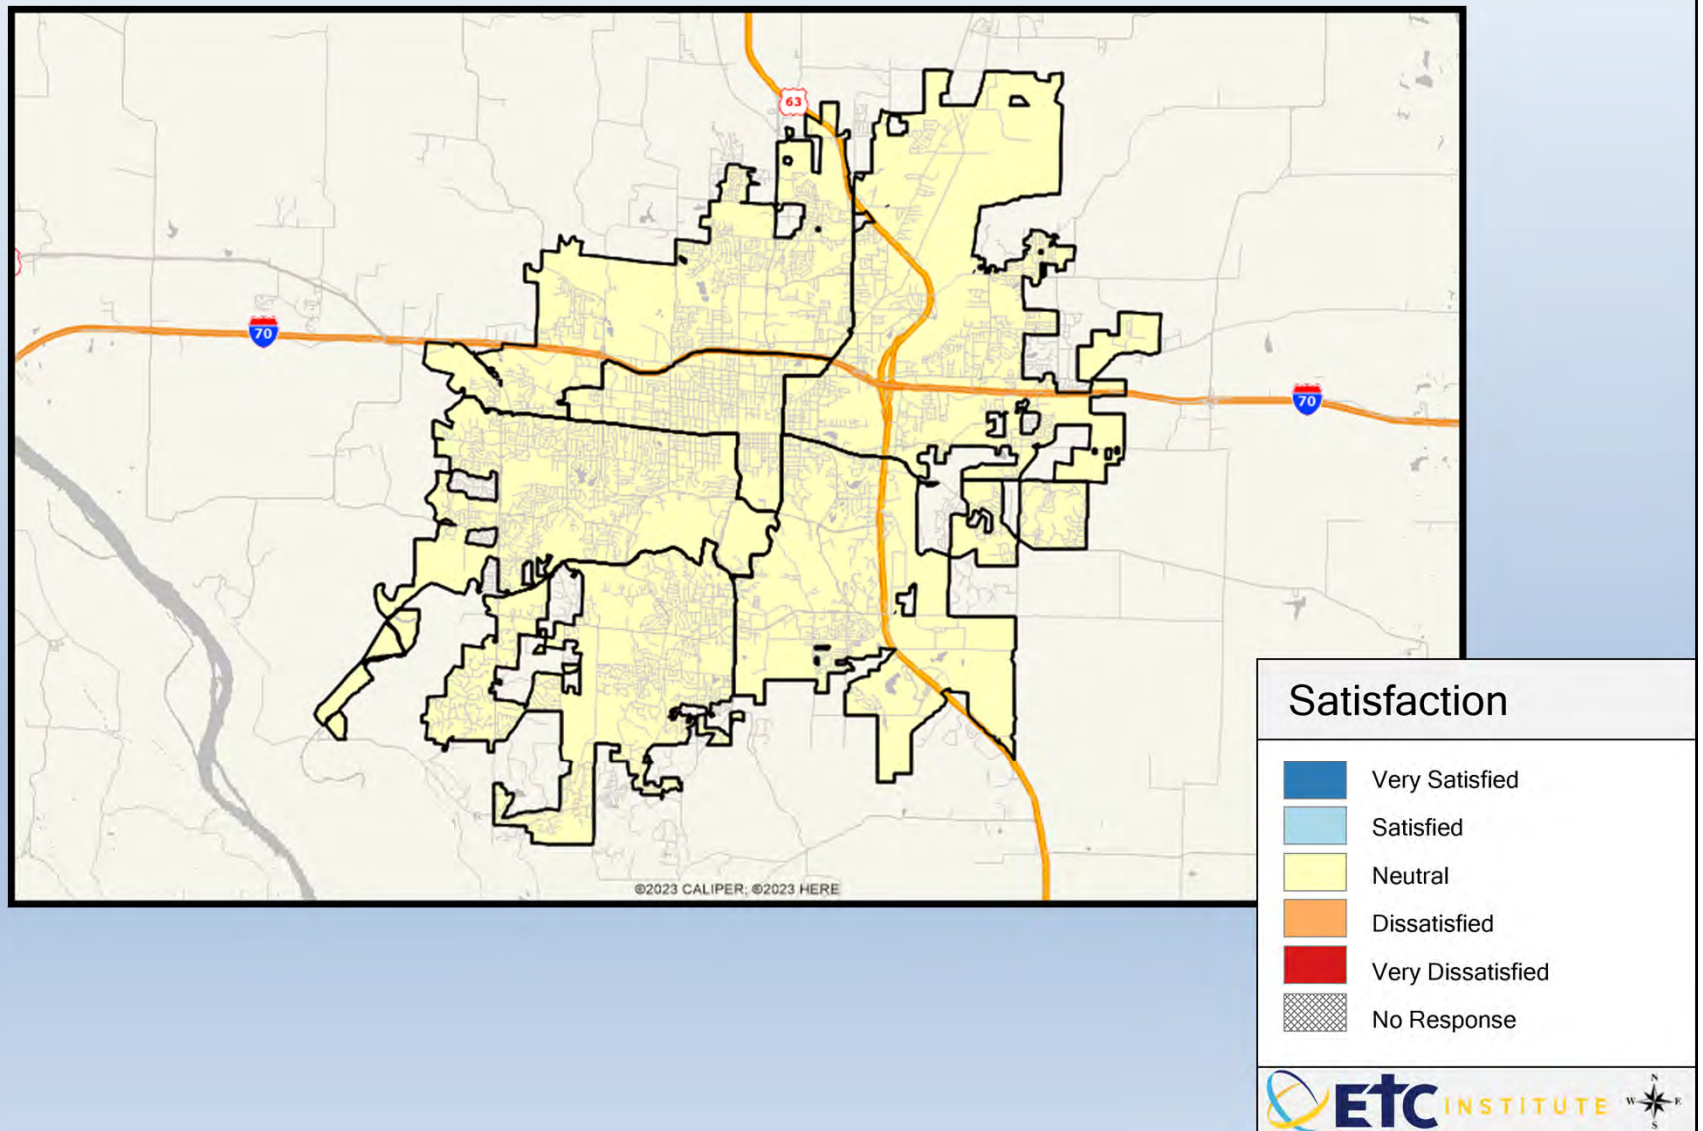 63
70
70
©2023 CALIPER; ©2023 HERE
Satisfaction
Very Satisfied
Satisfied
Neutral
Dissatisfied
Very Dissatisfied
No Response
ETC INSTITUTE
N
W E
S